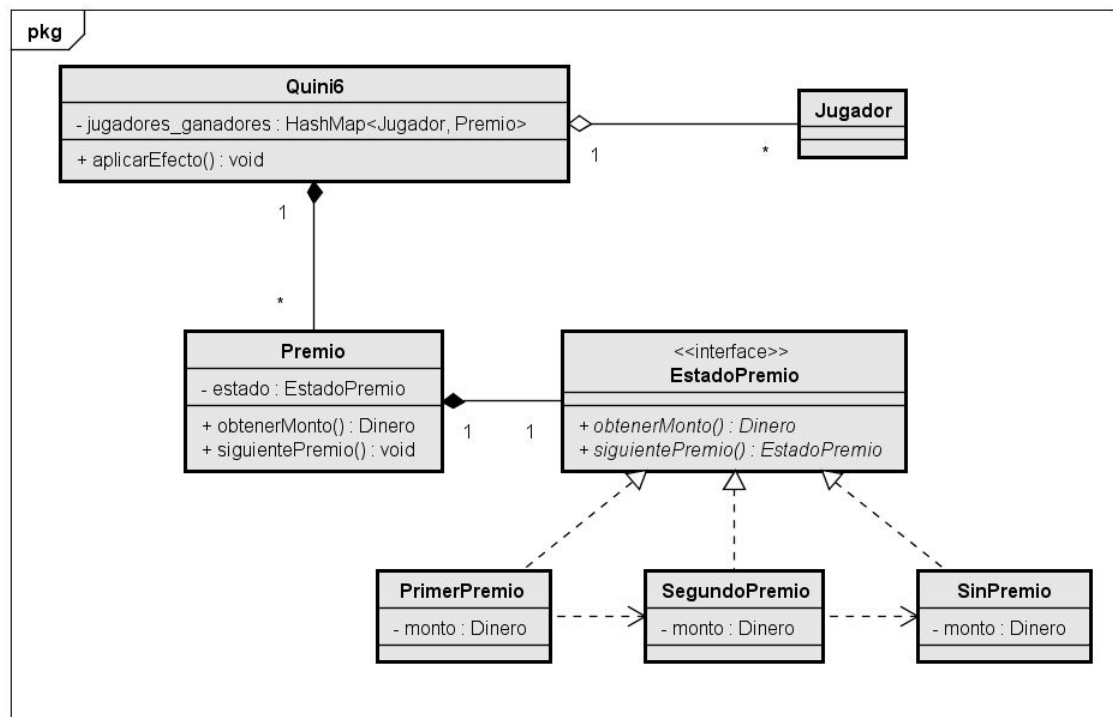 pkg
Quini6
- jugadores_ganadores : HashMap<Jugador, Premio>
+ aplicarEfecto() : void
Jugador
1
*
1
*
Premio
- estado : EstadoPremio
+ obtenerMonto() : Dinero
+ siguientePremio() : void
1
1
<<interface>>
EstadoPremio
+ obtenerMonto() : Dinero
+ siguientePremio() : EstadoPremio
PrimerPremio
- monto : Dinero
SegundoPremio
- monto : Dinero
SinPremio
- monto : Dinero